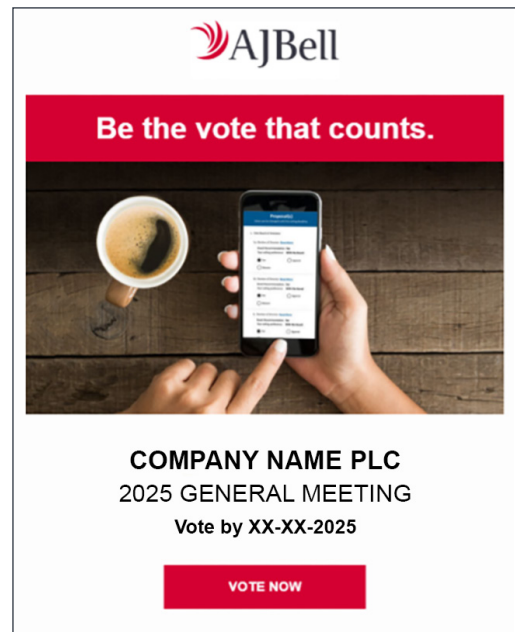 AJBell
Be the vote that counts.
Proposal(s)
COMPANY NAME PLC
2025 GENERAL MEETING
Vote by XX-XX-2025
VOTE NOW